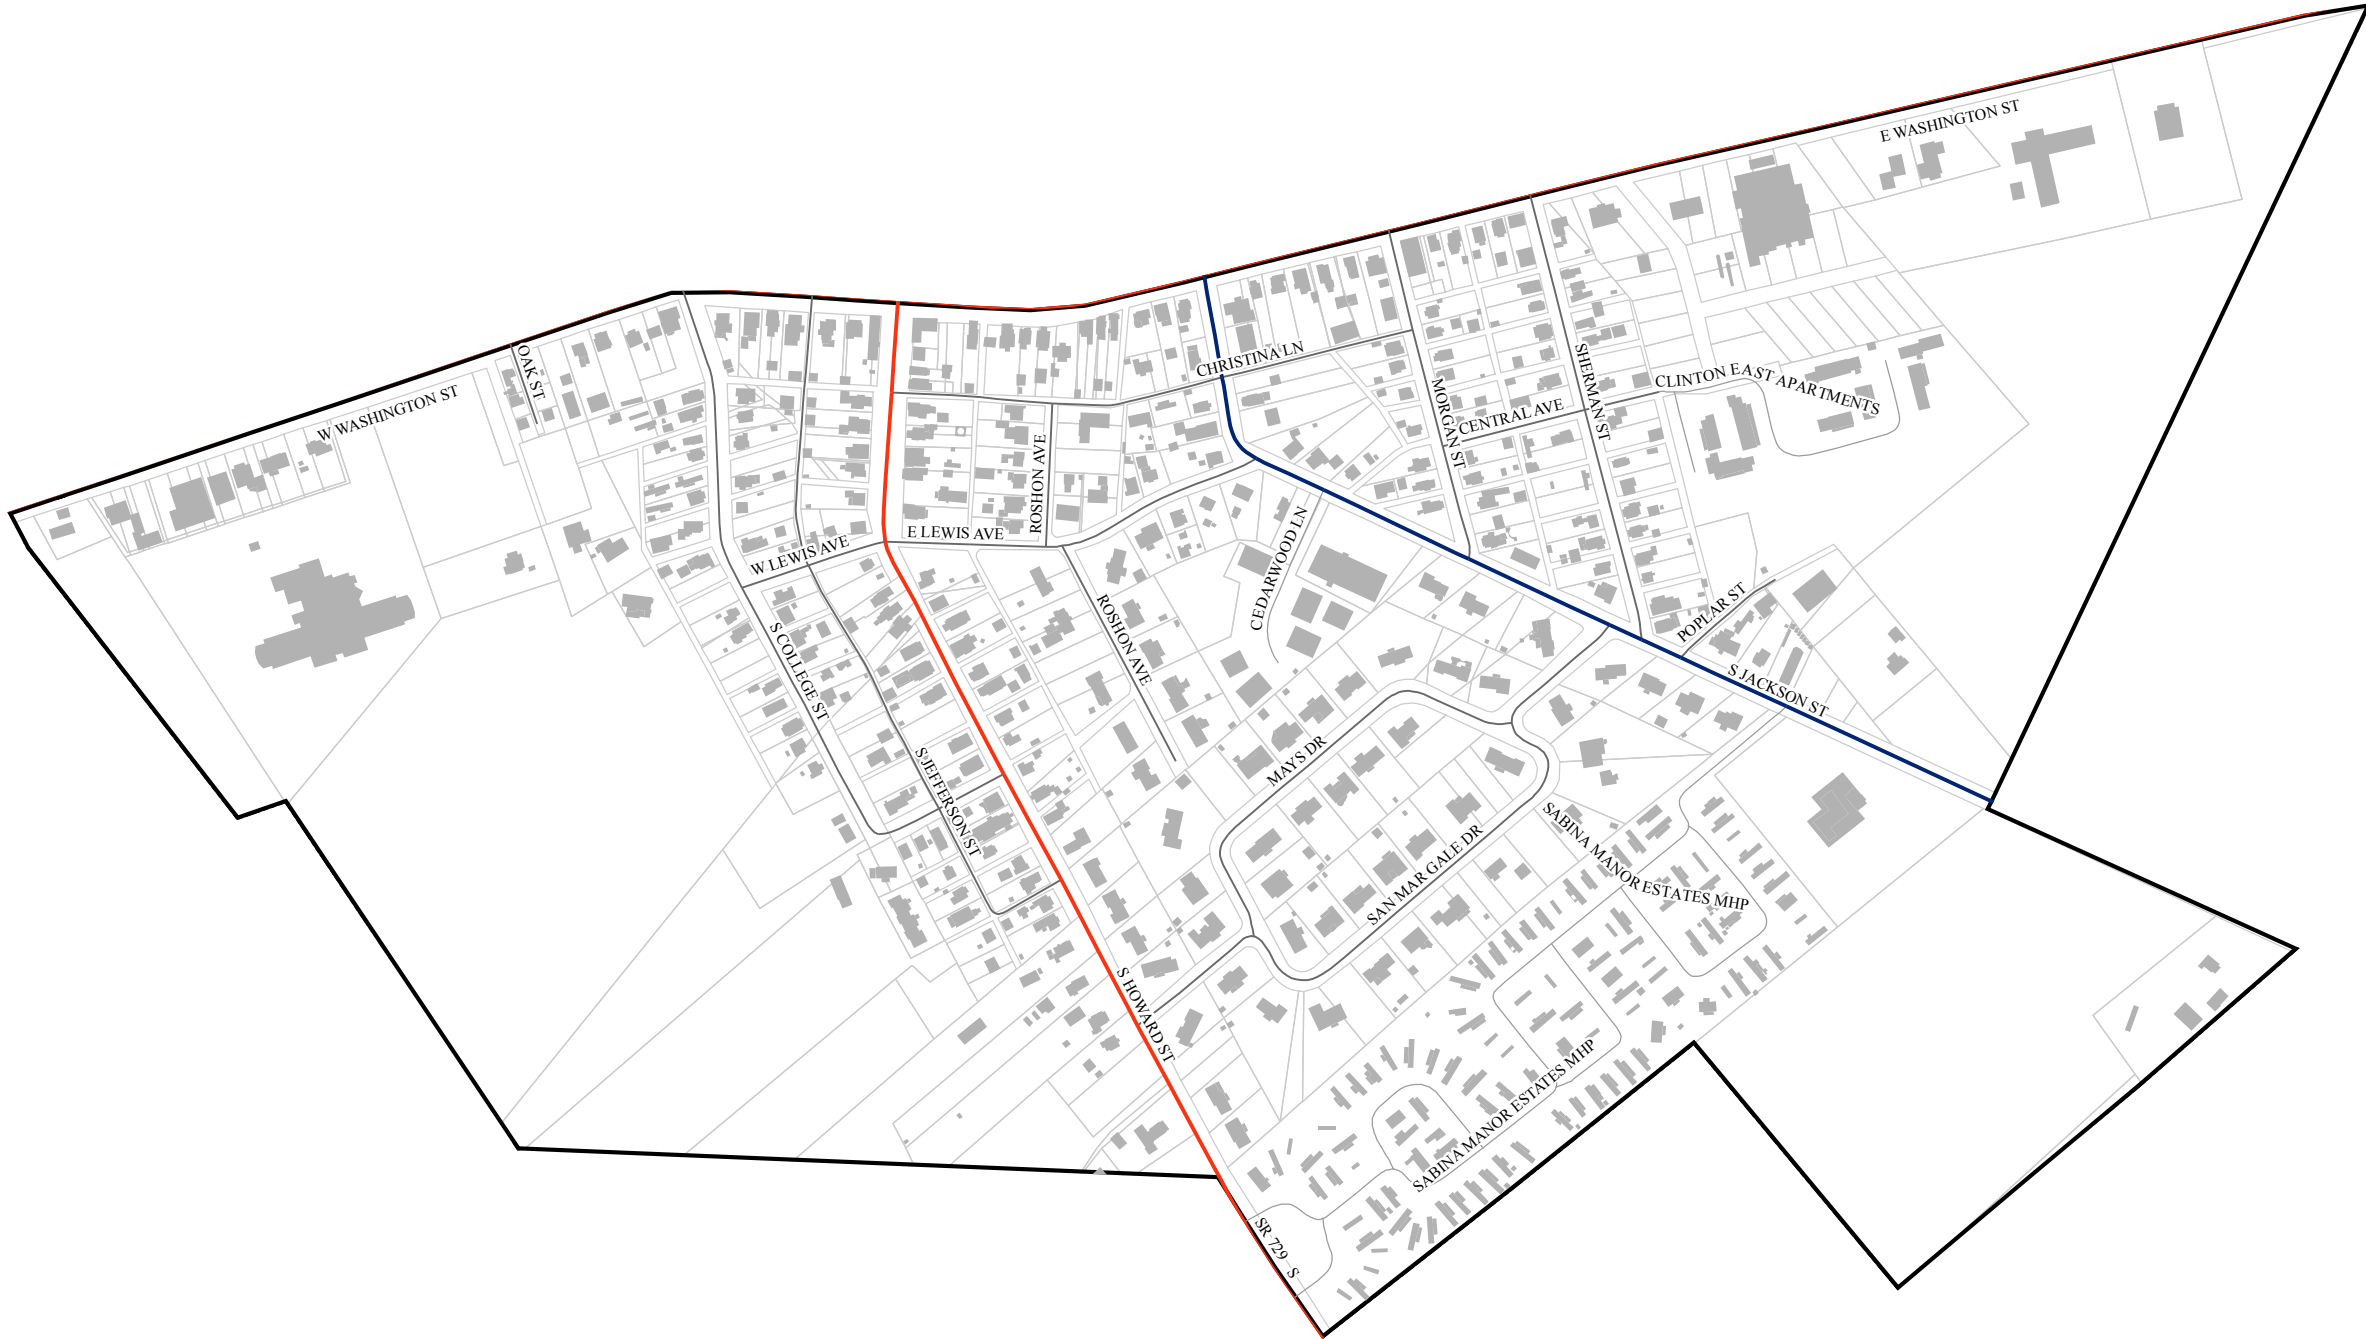 E WASHINGTON ST
OAK ST
W WASHINGTON ST
CHRISTINA LN
SHERMAN ST
CLINTON EAST APARTMENTS
MORGAN ST
CENTRAL AVE
ROSHON AVE
E LEWIS AVE
W LEWIS AVE
CEDARWOOD LN
ROSHON AVE
POPLAR ST
S COLLEGE ST
S JACKSON ST
MAYS DR
S JEFFERSON ST
SABINA MANOR ESTATES MHP
SAN MAR GALE DR
S HOWARD ST
SABINA MANOR ESTATES MHP
SR 729 S